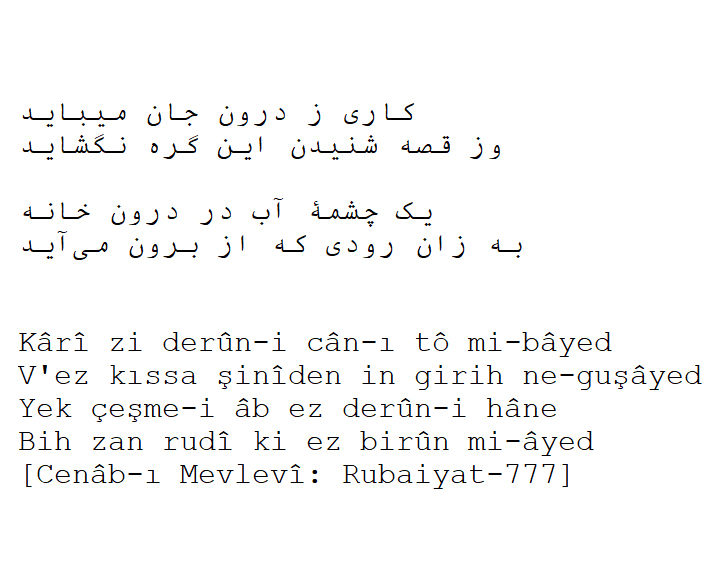 کاری ز درون جان میباید
وز قصه شنیدن این گره نگشاید
یک چشمهٔ آب در درون خانه
به زان رودی که از برون می‌آید
Kârî zi derûn-i cân-ı tô mi-bâyed
V'ez kıssa şinîden in girih ne-guşâyed
Yek çeşme-i âb ez derûn-i hâne
Bih zan rudî ki ez birûn mi-âyed
[Cenâb-ı Mevlevî: Rubaiyat-777]